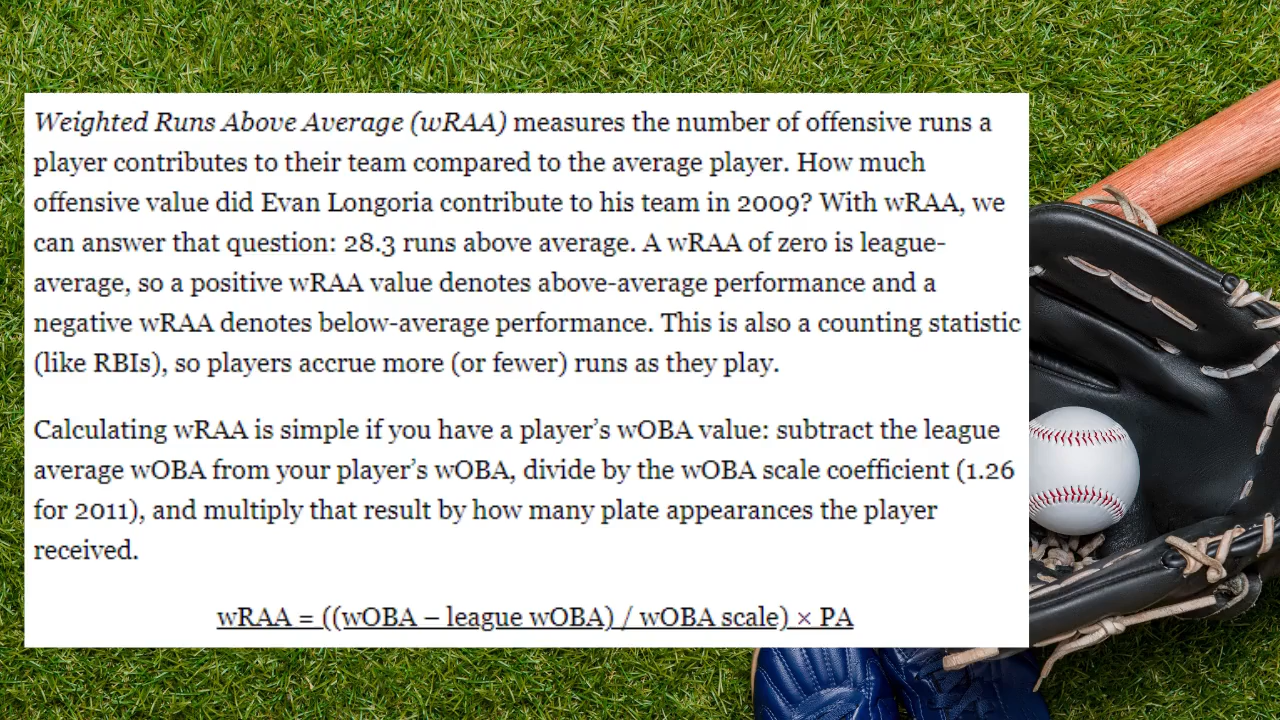 Weighted Runs Above Average (wRAA) measures the number of offensive runs a
player contributes to their team compared to the average player. How much
offensive value did Evan Longoria contribute to his team in 2009? With wRAA, we
can answer that question: 28.3 runs above average. A wRAA of zero is league-
average, so a positive wRAA value denotes above-average performance and a
negative wRAA denotes below-average performance. This is also a counting statistic
(like RBIs), so players accrue more (or fewer) runs as they play.
Calculating wRAA is simple if you have a player’s wOBA value: subtract the league
average wOBA from your player’s wOBA, divide by the wOBA scale coefficient (1.26
for 2011), and multiply that result by how many plate appearances the player
received.
wRAA = ((wOBA – league wOBA) / wOBA scale) × PA